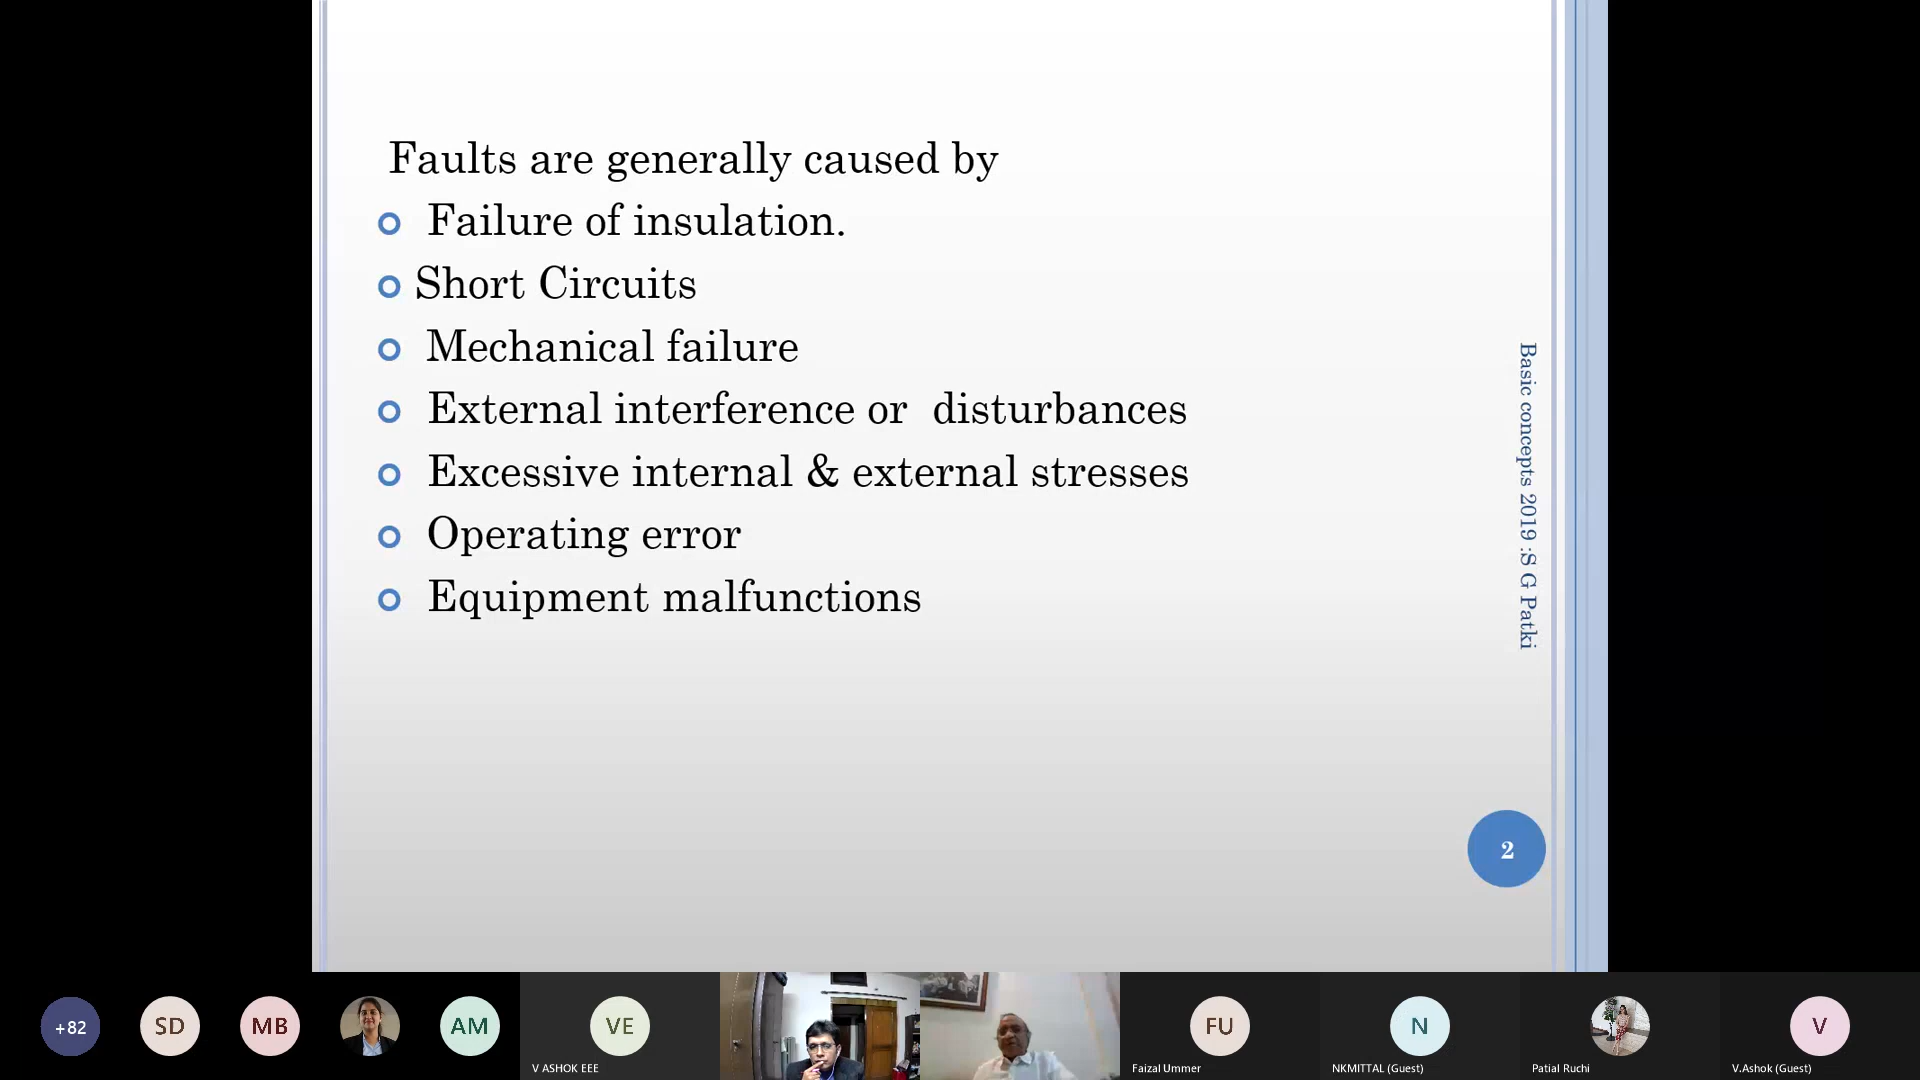 Faults are generally caused by
Failure of insulation.
Short Circuits
Mechanical failure
External interference or disturbances
Excessive internal & external stresses
Operating error
Equipment malfunctions
Basic concepts 2019 :S G Patki
2
+82
SD
MB
AM
VE
V ASHOK EEE
FU
Faizal Ummer
N
NKMITTAL (Guest)
Patial Ruchi
V
V.Ashok (Guest)